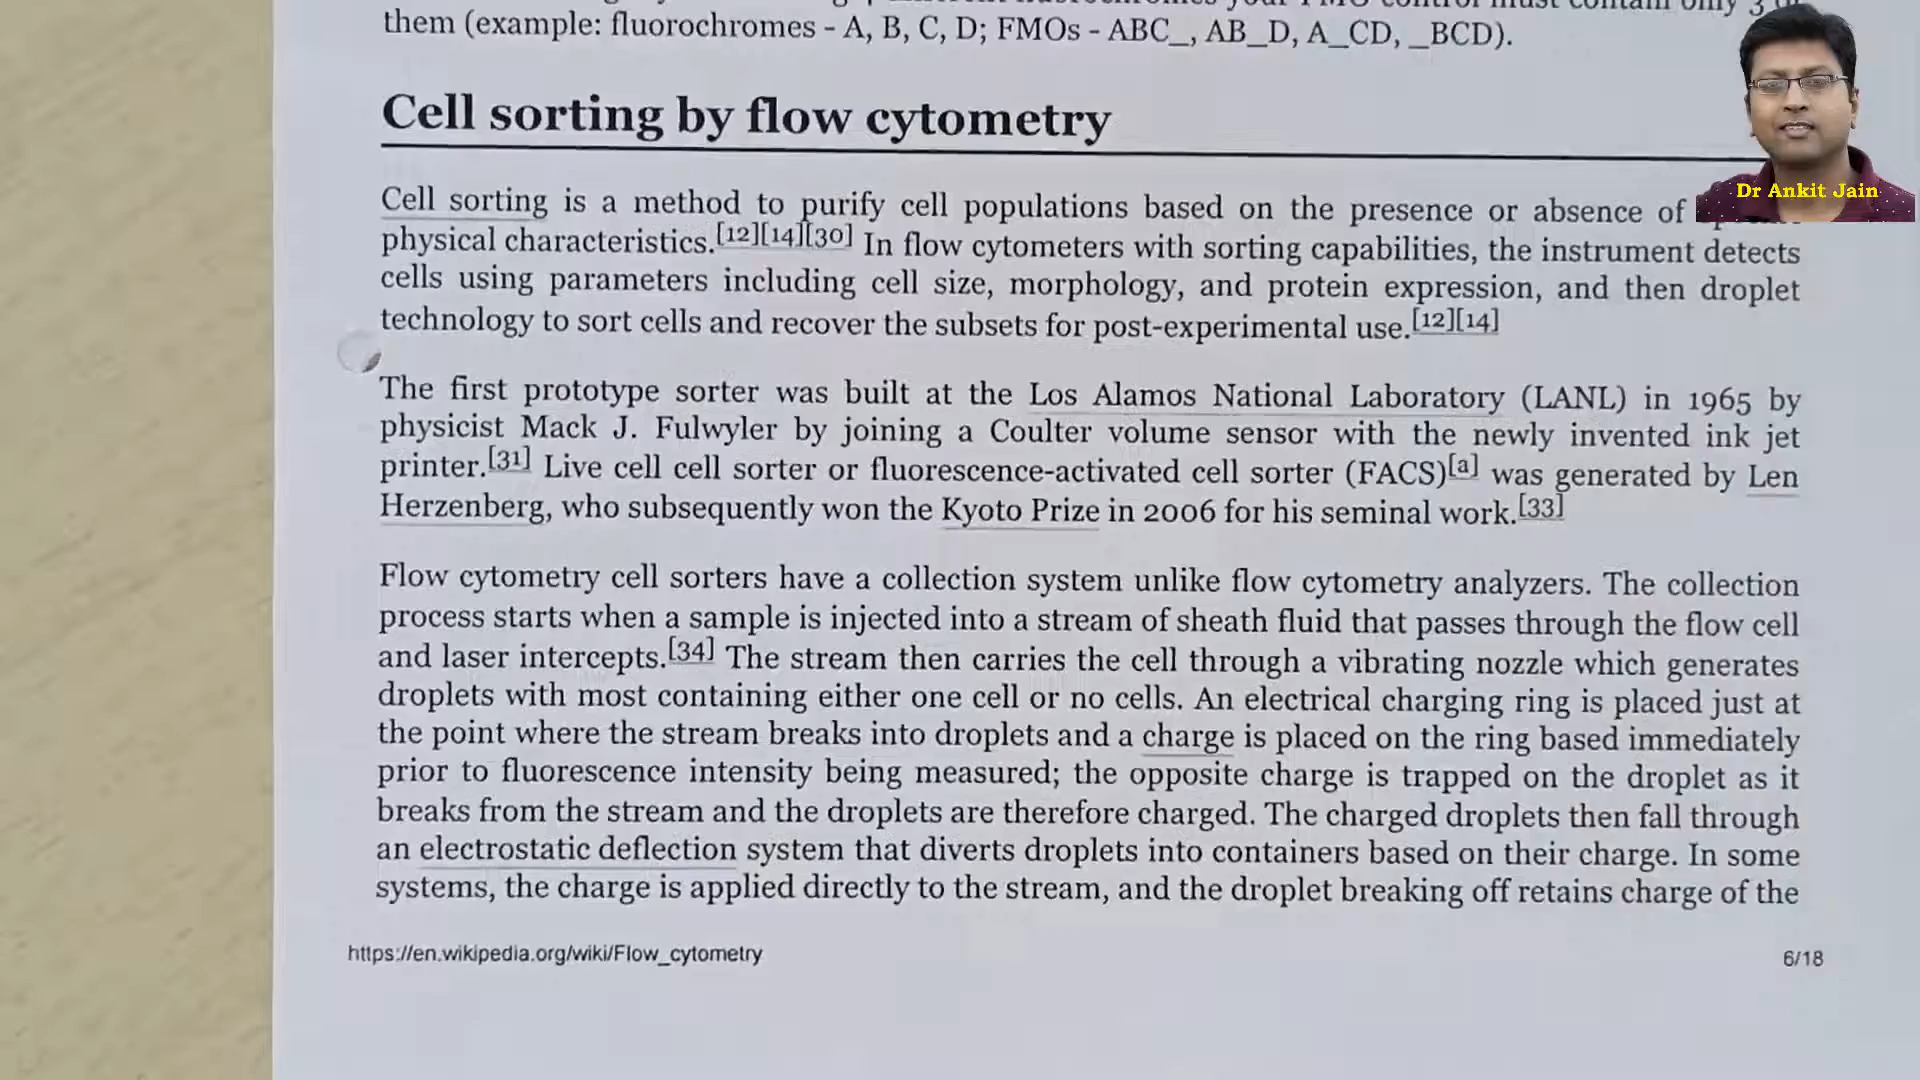 them (example: fluorochromes - A, B, C, D; FMOs - ABC_, AB_D, A_CD, _BCD).
Cell sorting by flow cytometry
Cell sorting is a method to purify cell populations based on the presence or absence of
physical characteristics.[12][14][30] In flow cytometers with sorting capabilities, the instrument detects
cells using parameters including cell size, morphology, and protein expression, and then droplet
technology to sort cells and recover the subsets for post-experimental use.[12][14]
The first prototype sorter was built at the Los Alamos National Laboratory (LANL) in 1965 by
physicist Mack J. Fulwyler by joining a Coulter volume sensor with the newly invented ink jet
printer.[31] Live cell cell sorter or fluorescence-activated cell sorter (FACS)[a] was generated by Len
Herzenberg, who subsequently won the Kyoto Prize in 2006 for his seminal work.[33]
Flow cytometry cell sorters have a collection system unlike flow cytometry analyzers. The collection
process starts when a sample is injected into a stream of sheath fluid that passes through the flow cell
and laser intercepts.[34] The stream then carries the cell through a vibrating nozzle which generates
droplets with most containing either one cell or no cells. An electrical charging ring is placed just at
the point where the stream breaks into droplets and a charge is placed on the ring based immediately
prior to fluorescence intensity being measured; the opposite charge is trapped on the droplet as it
breaks from the stream and the droplets are therefore charged. The charged droplets then fall through
an electrostatic deflection system that diverts droplets into containers based on their charge. In some
systems, the charge is applied directly to the stream, and the droplet breaking off retains charge of the
https://en.wikipedia.org/wiki/Flow_cytometry
6/18
Dr Ankit Jain